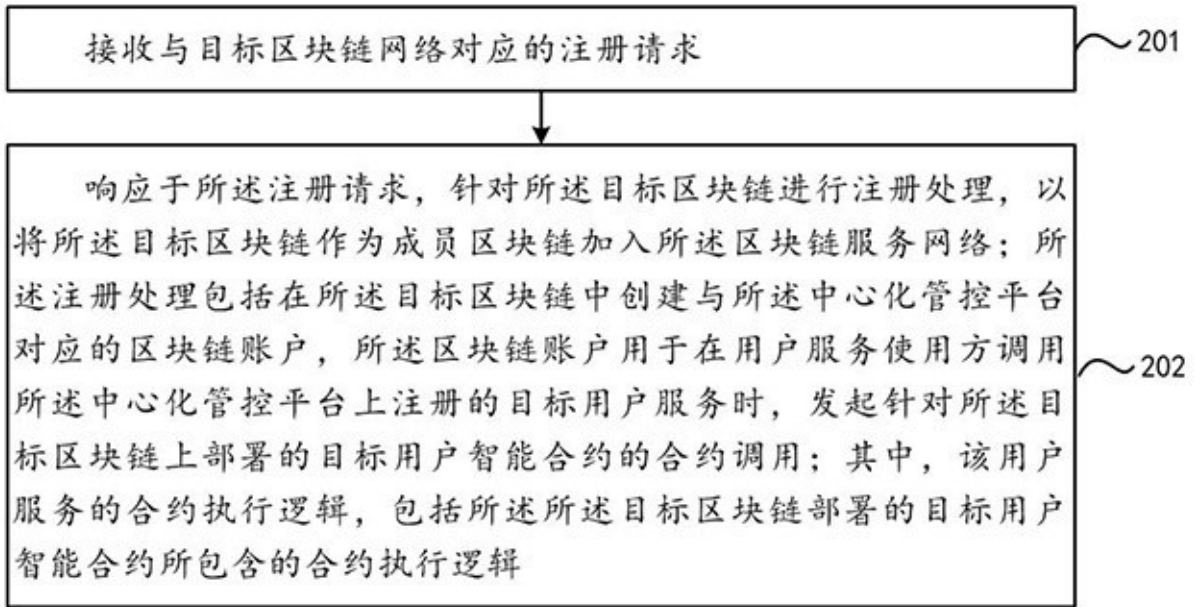 接收与目标区块链网络对应的注册请求
201
响应于所述注册请求，针对所述目标区块链进行注册处理，以
将所述目标区块链作为成员区块链加入所述区块链服务网络；所
述注册处理包括在所述目标区块链中创建与所述中心化管控平台
对应的区块链账户，所述区块链账户用于在用户服务使用方调用
所述中心化管控平台上注册的目标用户服务时，发起针对所述目
标区块链上部署的目标用户智能合约的合约调用；其中，该用户
服务的合约执行逻辑，包括所述所述目标区块链部署的目标用户
智能合约所包含的合约执行逻辑
202